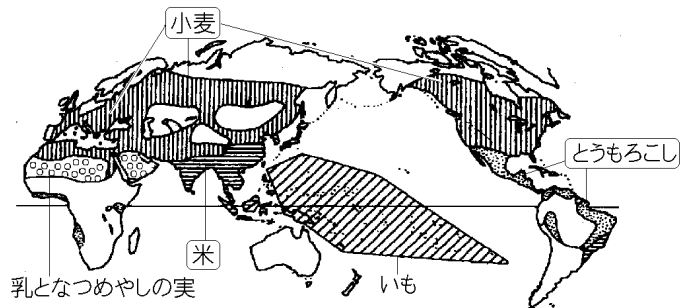 小麦
とうもろこし
米
乳となつめやしの実
いも